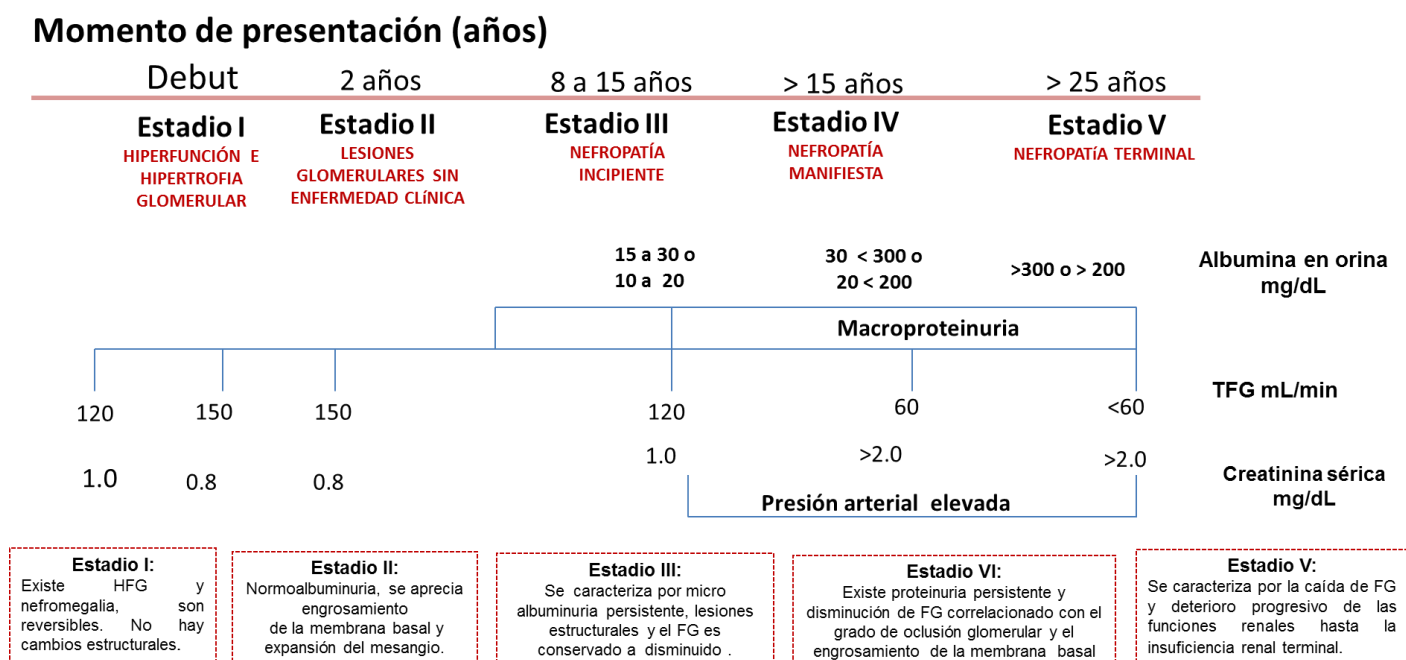 Momento de presentación (años)
Debut
2 años
8 a 15 años
> 15 años
> 25 años
Estadio I
HIPERFUNCIÓN E
HIPERTROFIA
GLOMERULAR
Estadio II
LESIONES
GLOMERULARES SIN
ENFERMEDAD CLíNICA
Estadio III
NEFROPATÍA
INCIPIENTE
Estadio IV
NEFROPATÍA
MANIFIESTA
Estadio V
NEFROPATíA TERMINAL
15 a 30 o
10 a 20
30 < 300 o
20 < 200
>300 o > 200
Albumina en orina
mg/dL
Macroproteinuria
120
150
150
120
60
<60
TFG mL/min
1.0
0.8
0.8
1.0
>2.0
>2.0
Creatinina sérica
mg/dL
Presión arterial elevada
Estadio I:
Existe HFG y
nefromegalia, son
reversibles. No hay
cambios estructurales.
Estadio II:
Normoalbuminuria, se aprecia
engrosamiento
de la membrana basal y
expansión del mesangio.
Estadio III:
Se caracteriza por micro
albuminuria persistente, lesiones
estructurales y el FG es
conservado a disminuido .
Estadio VI:
Existe proteinuria persistente y
disminución de FG correlacionado con el
grado de oclusión glomerular y el
engrosamiento de la membrana basal
Estadio V:
Se caracteriza por la caída de FG
y deterioro progresivo de las
funciones renales hasta la
insuficiencia renal terminal.